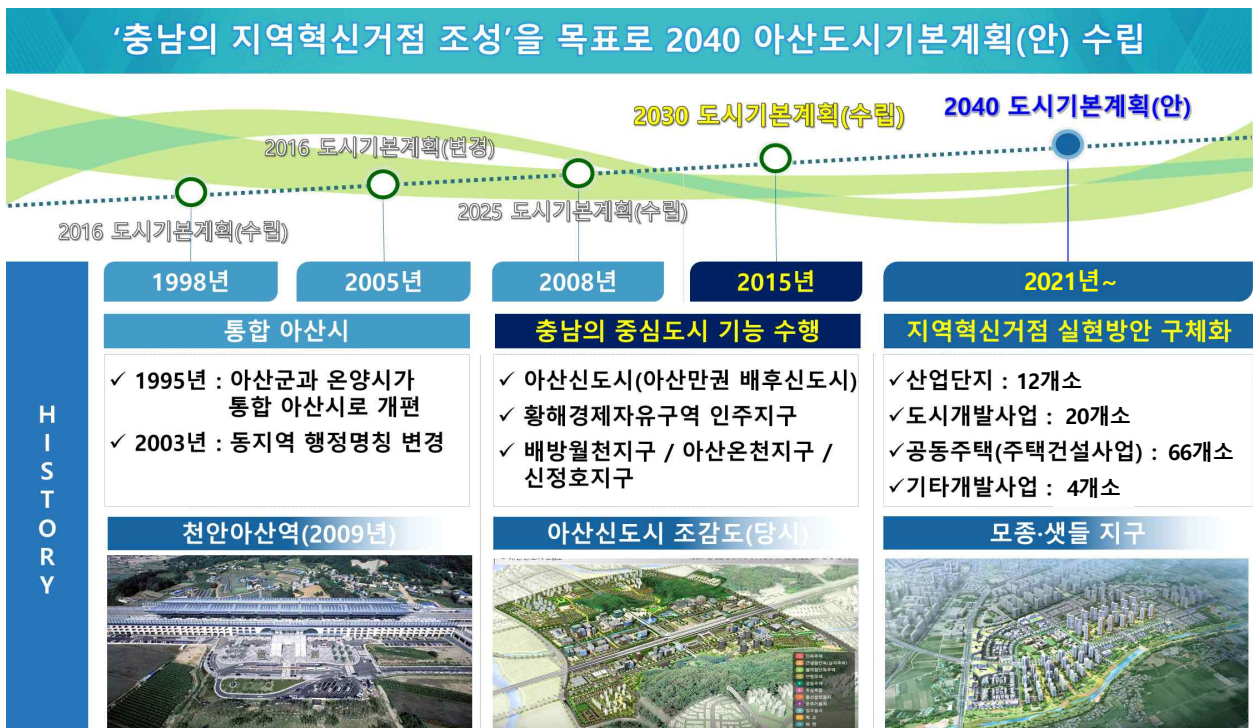 ‘충남의 지역혁신거점 조성’을 목표로 2040 아산도시기본계획(안) 수립
2016 도시기본계획(수립)
2016 도시기본계획(변경)
2025 도시기본계획(수립)
2030 도시기본계획(수립)
2040 도시기본계획(안)
HISTORY
1998년
2005년
2008년
2015년
2021년~
통합 아산시
✓ 1995년 : 아산군과 온양시가
통합 아산시로 개편
✓ 2003년 : 동지역 행정명칭 변경
천안아산역(2009년)
충남의 중심도시 기능 수행
✓ 아산신도시(아산만권 배후신도시)
✓ 황해경제자유구역 인주지구
✓ 배방월천지구 / 아산온천지구 /
신정호지구
아산신도시 조감도(당시)
지역혁신거점 실현방안 구체화
✓산업단지 : 12개소
✓도시개발사업 : 20개소
✓공동주택(주택건설사업) : 66개소
✓기타개발사업 : 4개소
모종·샛들 지구